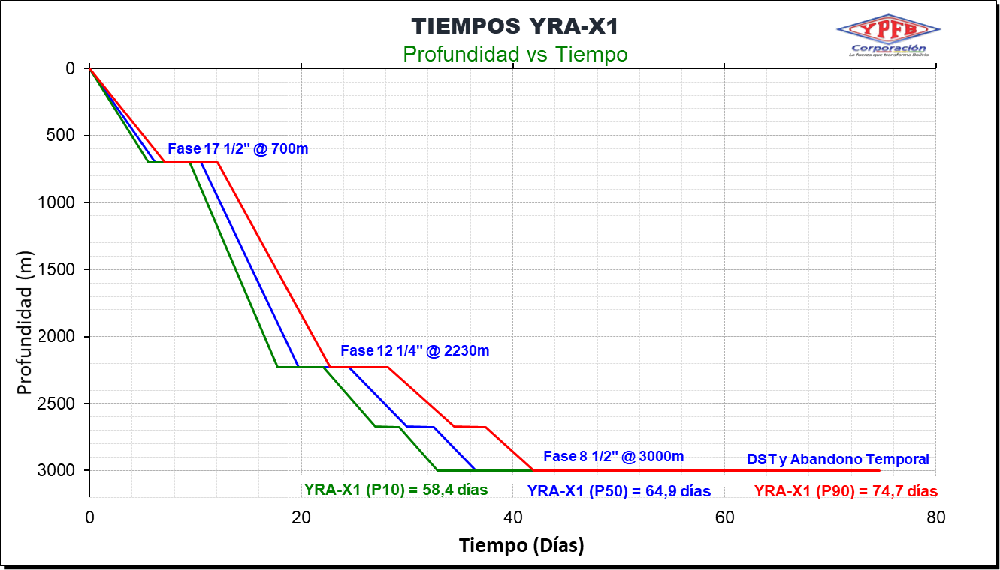 TIEMPOS YRA-X1
Profundidad vs Tiempo
YPFB
Corporación
La fuerza que transforma Bolivia
0
500
1000
1500
2000
2500
3000
Profundidad (m)
Fase 17 1/2" @ 700m
Fase 12 1/4" @ 2230m
Fase 8 1/2" @ 3000m
DST y Abandono Temporal
YRA-X1 (P10) = 58,4 días
YRA-X1 (P50) = 64,9 días
YRA-X1 (P90) = 74,7 días
0
20
40
60
80
Tiempo (Días)